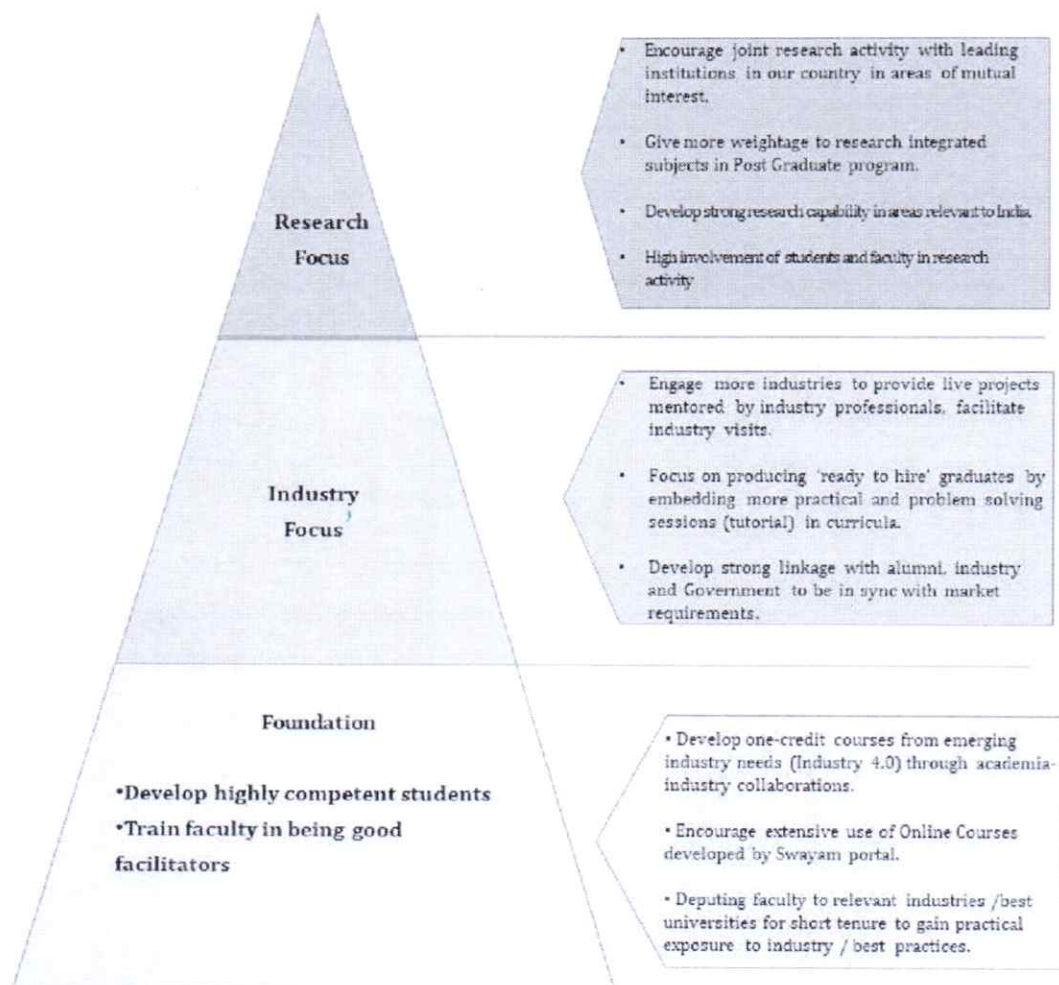 • Encourage joint research activity with leading
institutions in our country in areas of mutual
interest.
• Give more weightage to research integrated
subjects in Post Graduate program.
• Develop strong research capability in areas relevant to India
• High involvement of students and faculty in research
activity
Research
Focus
• Engage more industries to provide live projects
mentored by industry professionals, facilitate
industry visits.
• Focus on producing 'ready to hire' graduates by
embedding more practical and problem solving
sessions (tutorial) in curricula.
• Develop strong linkage with alumni, industry
and Government to be in sync with market
requirements.
Industry
Focus
Foundation
•Develop highly competent students
•Train faculty in being good
facilitators
• Develop one-credit courses from emerging
industry needs (Industry 4.0) through academia-
industry collaborations.
• Encourage extensive use of Online Courses
developed by Swayam portal.
• Deputing faculty to relevant industries /best
universities for short tenure to gain practical
exposure to industry / best practices.